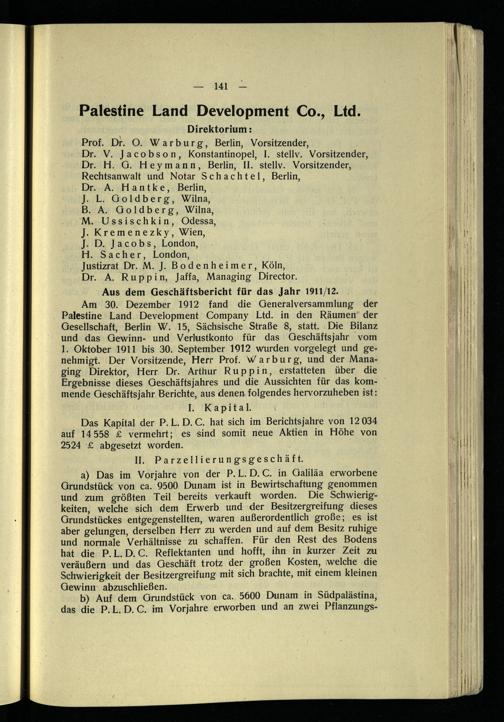 — 141 —
Palestine Land Development Co., Ltd.
Direktorium:
Prof. Dr. O. Warburg, Berlin, Vorsitzender,
Dr. V. Jacobson, Konstantinopel, I. stellv. Vorsitzender,
Dr. H. G. Heymann, Berlin, II. stellv. Vorsitzender,
Rechtsanwalt und Notar Schachtel, Berlin,
Dr. A. Hantke, Berlin,
J. L. Goldberg, Wilna,
B. A. Goldberg, Wilna,
M. Ussischkin, Odessa,
J. Kremenezky, Wien,
J. D. Jacobs, London,
H. Sacher, London,
Justizrat Dr. M. J. Bodenheimer, Köln,
Dr. A. Ruppin, Jaffa, Managing Director.
Aus dem Geschäftsbericht für das Jahr 1911/12.
Am 30. Dezember 1912 fand die Generalversammlung der
Palestine Land Development Company Ltd. in den Räumen der
Gesellschaft, Berlin W. 15, Sächsische Straße 8, statt. Die Bilanz
und das Gewinn- und Verlustkonto für das Geschäftsjahr vom
1. Oktober 1911 bis 30. September 1912 wurden vorgelegt und ge-
nehmigt. Der Vorsitzende, Herr Prof. Warburg, und der Mana-
ging Direktor, Herr Dr. Arthur Ruppin, erstatteten über die
Ergebnisse dieses Geschäftsjahres und die Aussichten für das kom-
mende Geschäftsjahr Berichte, aus denen folgendes hervorzuheben ist:
I. Kapital.
Das Kapital der P. L. D. C. hat sich im Berichtsjahre von 12 034
auf 14 558 £ vermehrt; es sind somit neue Aktien in Höhe von
2524 £ abgesetzt worden.
II. Parzellierungsgeschäft.
a) Das im Vorjahre von der P. L. D. C. in Galiläa erworbene
Grundstück von ca. 9500 Dunam ist in Bewirtschaftung genommen
und zum größten Teil bereits verkauft worden. Die Schwierig-
keiten, welche sich dem Erwerb und der Besitzergreifung dieses
Grundstückes entgegenstellten, waren außerordentlich große; es ist
aber gelungen, derselben Herr zu werden und auf dem Besitz ruhige
und normale Verhältnisse zu schaffen. Für den Rest des Bodens
hat die P. L. D. C. Reflektanten und hofft, ihn in kurzer Zeit zu
veräußern und das Geschäft trotz der großen Kosten, welche die
Schwierigkeit der Besitzergreifung mit sich brachte, mit einem kleinen
Gewinn abzuschließen.
b) Auf dem Grundstück von ca. 5600 Dunam in Südpalästina,
das die P. L. D. C. im Vorjahre erworben und an zwei Pflanzungs-